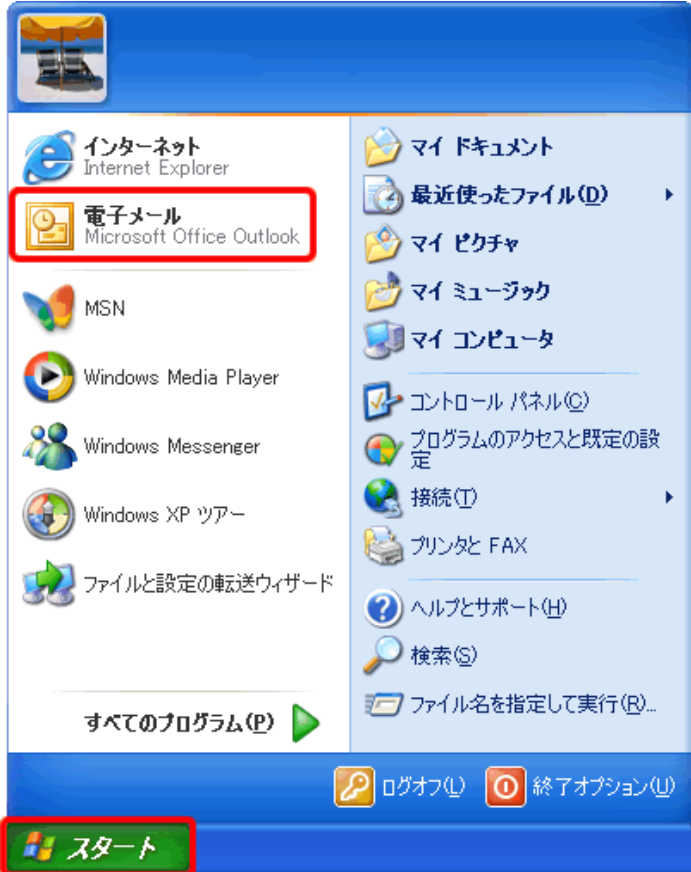 インターネット
Internet Explorer
電子メール
Microsoft Office Outlook
MSN
Windows Media Player
Windows Messenger
Windows XP ツアー
ファイルと設定の転送ウィザード
すべてのプログラム(P)
マイ ドキュメント
最近使ったファイル(D)
マイ ピクチャ
マイ ミュージック
マイ コンピュータ
コントロール パネル(C)
プログラムのアクセスと既定の設
定
接続(T)
プリンタと FAX
ヘルプとサポート(H)
検索(S)
ファイル名を指定して実行(R)...
ログオフ(L)
終了オプション(U)
スタート